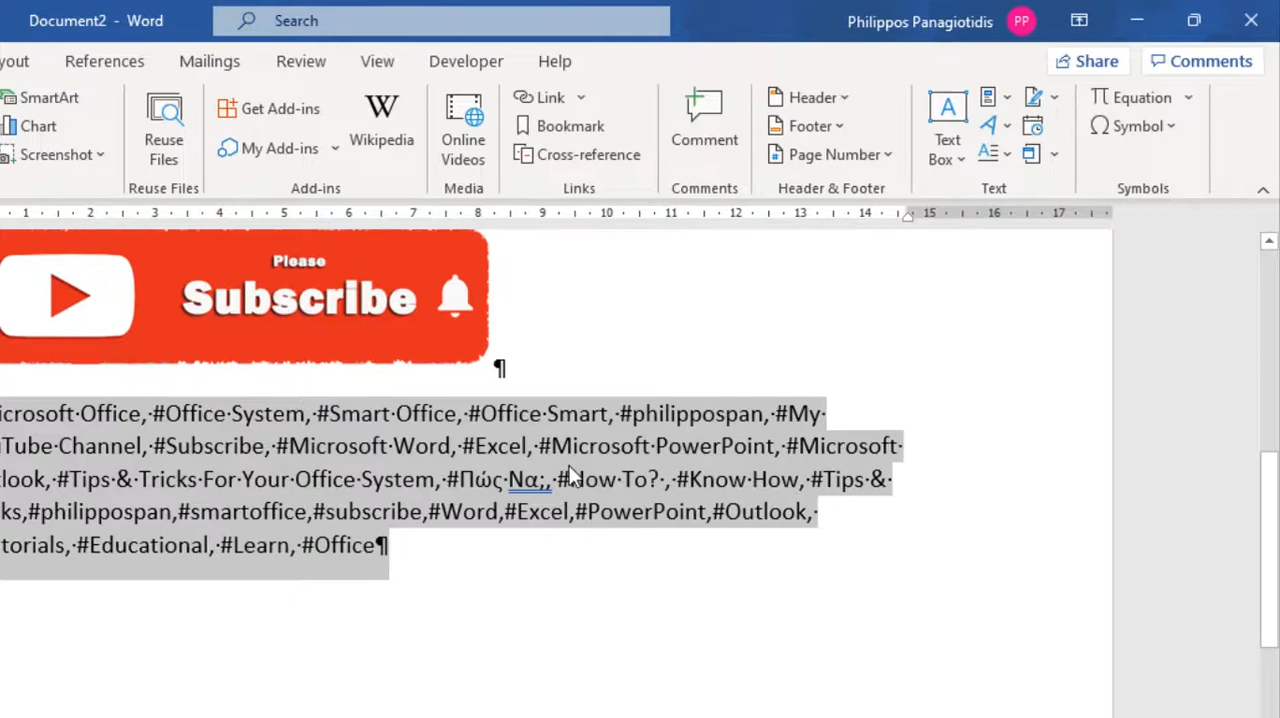 Document2 - Word
Search
Philippos Panagiotidis
PP
yout
References
Mailings
Review
View
Developer
Help
Share
Comments
SmartArt
Chart
Screenshot
Reuse
Files
Reuse Files
Get Add-ins
My Add-ins
W
Wikipedia
Add-ins
Online
Videos
Media
Link
Bookmark
Cross-reference
Links
Comment
Comments
Header
Footer
Page Number
Header & Footer
A
Text
Box
Text
π Equation
Ω Symbol
Symbols
1 2 3 4 5 6 7 8 9 10 11 12 13 14 15 16 17
Please
Subscribe
¶
icrosoft·Office,·#Office·System,·#Smart·Office,·#Office·Smart,·#philippospan,·#My·
uTube·Channel,·#Subscribe,·#Microsoft·Word,·#Excel,·#Microsoft·PowerPoint,·#Microsoft·
tlook,·#Tips·&·Tricks·For·Your·Office·System,·#Πώς·Να;,·#How·To?·,·#Know·How,·#Tips·&·
ks,#philippospan,#smartoffice,#subscribe,#Word,#Excel,#PowerPoint,#Outlook,·
torials,·#Educational,·#Learn,·#Office¶